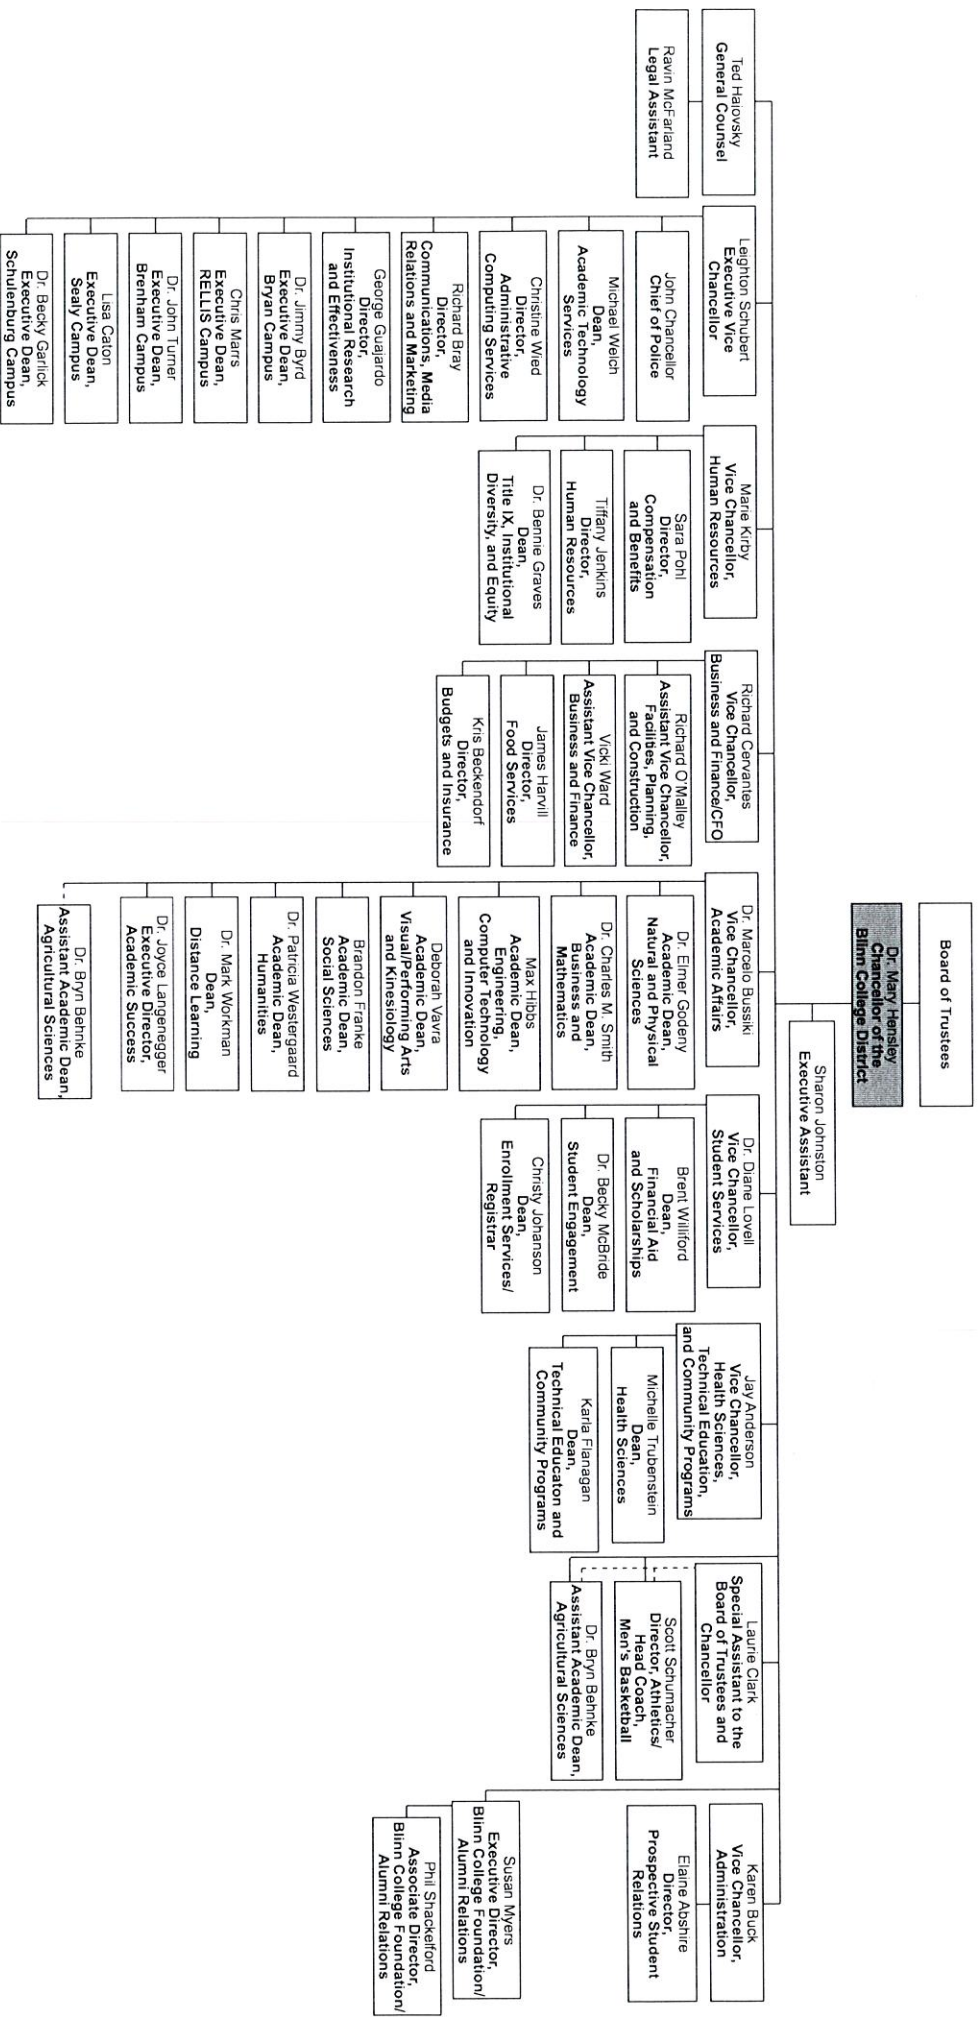 Board of Trustees
Dr. Mary Hensley
Chancellor of the
Blinn College District
Sharon Johnston
Executive Assistant
Ted Hajovsky
General Counsel
Ravin McFarland
Legal Assistant
Leighton Schubert
Executive Vice
Chancellor
John Chancellor
Chief of Police
Michael Welch
Dean,
Academic Technology
Services
Christine Wied
Director,
Administrative
Computing Services
Richard Bray
Director,
Communications, Media
Relations and Marketing
George Guajardo
Director,
Institutional Research
and Effectiveness
Dr. Jimmy Byrd
Executive Dean,
Bryan Campus
Chris Marrs
Executive Dean,
RELLIS Campus
Dr. John Turner
Executive Dean,
Brenham Campus
Lisa Caton
Executive Dean,
Sealy Campus
Dr. Becky Garlick
Executive Dean,
Schulenburg Campus
Marie Kirby
Vice Chancellor,
Human Resources
Sara Pohl
Director,
Compensation
and Benefits
Tiffany Jenkins
Director,
Human Resources
Dr. Bennie Graves
Dean,
Title IX, Institutional
Diversity, and Equity
Richard Cervantes
Vice Chancellor,
Business and Finance/CFO
Richard O'Malley
Assistant Vice Chancellor,
Facilities, Planning,
and Construction
Vicki Ward
Assistant Vice Chancellor,
Business and Finance
James Harvill
Director,
Food Services
Kris Beckendorf
Director,
Budgets and Insurance
Dr. Marcelo Bussiki
Vice Chancellor,
Academic Affairs
Dr. Elmer Godeny
Academic Dean,
Natural and Physical
Sciences
Dr. Charles M. Smith
Academic Dean,
Business and
Mathematics
Max Hibbs
Academic Dean,
Engineering,
Computer Technology
and Innovation
Deborah Vavra
Academic Dean,
Visual/Performing Arts
and Kinesiology
Brandon Franke
Academic Dean,
Social Sciences
Dr. Patricia Westergaard
Academic Dean,
Humanities
Dr. Mark Workman
Dean,
Distance Learning
Dr. Joyce Langenegger
Executive Director,
Academic Success
Dr. Bryn Behnke
Assistant Academic Dean,
Agricultural Sciences
Dr. Diane Lovell
Vice Chancellor,
Student Services
Brent Williford
Dean,
Financial Aid
and Scholarships
Dr. Becky McBride
Dean,
Student Engagement
Christy Johanson
Dean,
Enrollment Services/
Registrar
Jay Anderson
Vice Chancellor,
Health Sciences,
Technical Education,
and Community Programs
Michelle Trubenstein
Dean,
Health Sciences
Karla Flanagan
Dean,
Technical Educaton and
Community Programs
Laurie Clark
Special Assistant to the
Board of Trustees and
Chancellor
Scott Schumacher
Director, Athletics/
Head Coach,
Men's Basketball
Dr. Bryn Behnke
Assistant Academic Dean,
Agricultural Sciences
Karen Buck
Vice Chancellor,
Administration
Elaine Abshire
Director,
Prospective Student
Relations
Susan Myers
Executive Director,
Blinn College Foundation/
Alumni Relations
Phil Shackelford
Associate Director,
Blinn College Foundation/
Alumni Relations